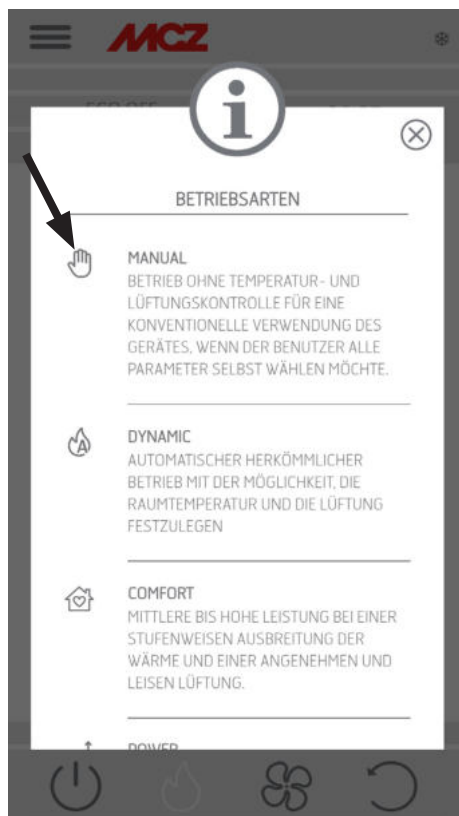 MCZ
i
BETRIEBSARTEN
MANUAL
BETRIEB OHNE TEMPERATUR- UND
LÜFTUNGSKONTROLLE FÜR EINE
KONVENTIONELLE VERWENDUNG DES
GERÄTES, WENN DER BENUTZER ALLE
PARAMETER SELBST WÄHLEN MÖCHTE.
A
DYNAMIC
AUTOMATISCHER HERKÖMMLICHER
BETRIEB MIT DER MÖGLICHKEIT, DIE
RAUMTEMPERATUR UND DIE LÜFTUNG
FESTZULEGEN
COMFORT
MITTLERE BIS HOHE LEISTUNG BEI EINER
STUFENWEISEN AUSBREITUNG DER
WÄRME UND EINER ANGENEHMEN UND
LEISEN LÜFTUNG.
POWER